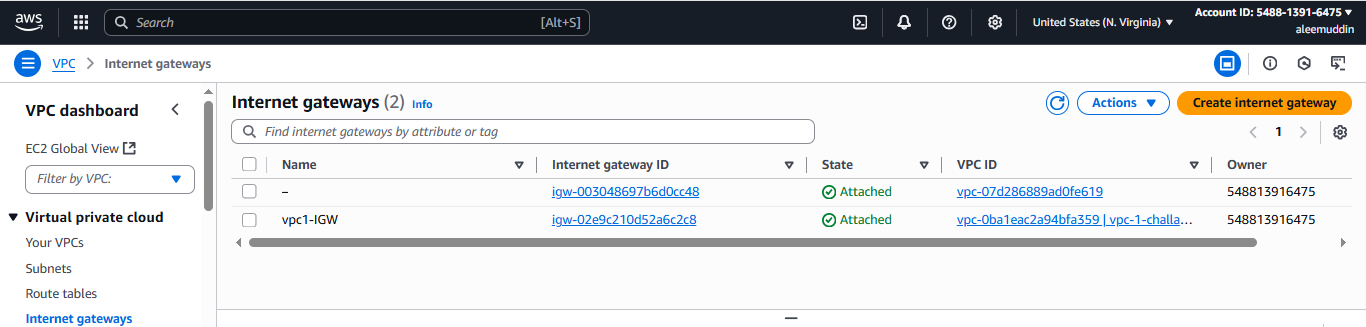 aws Search [Alt+S] United States (N. Virginia) Account ID: 5488-1391-6475
aleemuddin
VPC Internet gateways
VPC dashboard
EC2 Global View
Filter by VPC:
Virtual private cloud
Your VPCs
Subnets
Route tables
Internet gateways
Internet gateways (2) Info Actions Create internet gateway
Find internet gateways by attribute or tag 1
Name Internet gateway ID State VPC ID Owner
– igw-003048697b6d0cc48 Attached vpc-07d286889ad0fe619 548813916475
vpc1-IGW igw-02e9c210d52a6c2c8 Attached vpc-0ba1eac2a94bfa359 | vpc-1-challa... 548813916475